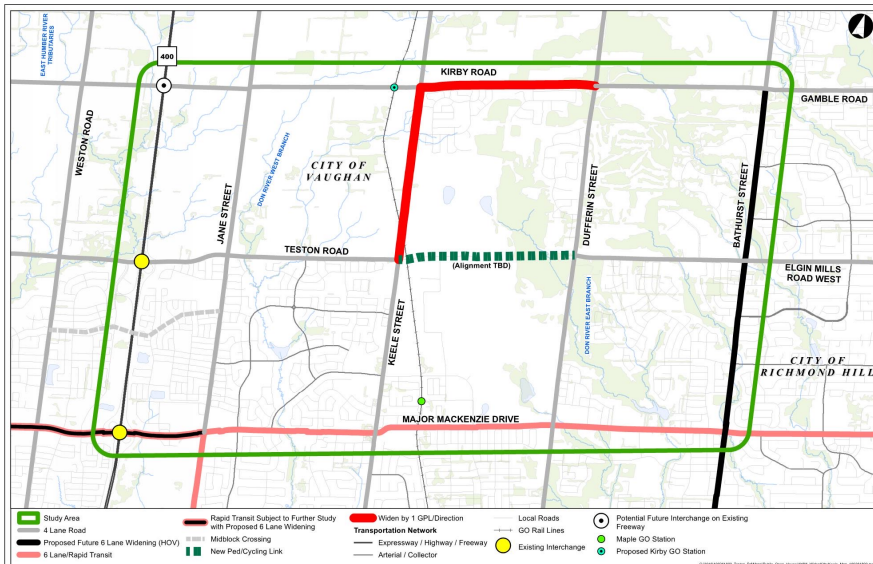 400
EAST HUMBER RIVER
TRIBUTARIES
KIRBY ROAD
GAMBLE ROAD
WESTON ROAD
JANE STREET
DON RIVER WEST BRANCH
CITY OF
VAUGHAN
DUFFERIN STREET
BATHURST STREET
TESTON ROAD
(Alignment TBD)
ELGIN MILLS
ROAD WEST
KEELE STREET
DON RIVER EAST BRANCH
CITY OF
RICHMOND HILL
MAJOR MACKENZIE DRIVE
Study Area
4 Lane Road
Proposed Future 6 Lane Widening (HOV)
6 Lane/Rapid Transit
Rapid Transit Subject to Further Study
with Proposed 6 Lane Widening
Midblock Crossing
New Ped/Cycling Link
Widen by 1 GPL/Direction
Transportation Network
Expressway / Highway / Freeway
Arterial / Collector
Local Roads
GO Rail Lines
Existing Interchange
Potential Future Interchange on Existing
Freeway
Maple GO Station
Proposed Kirby GO Station